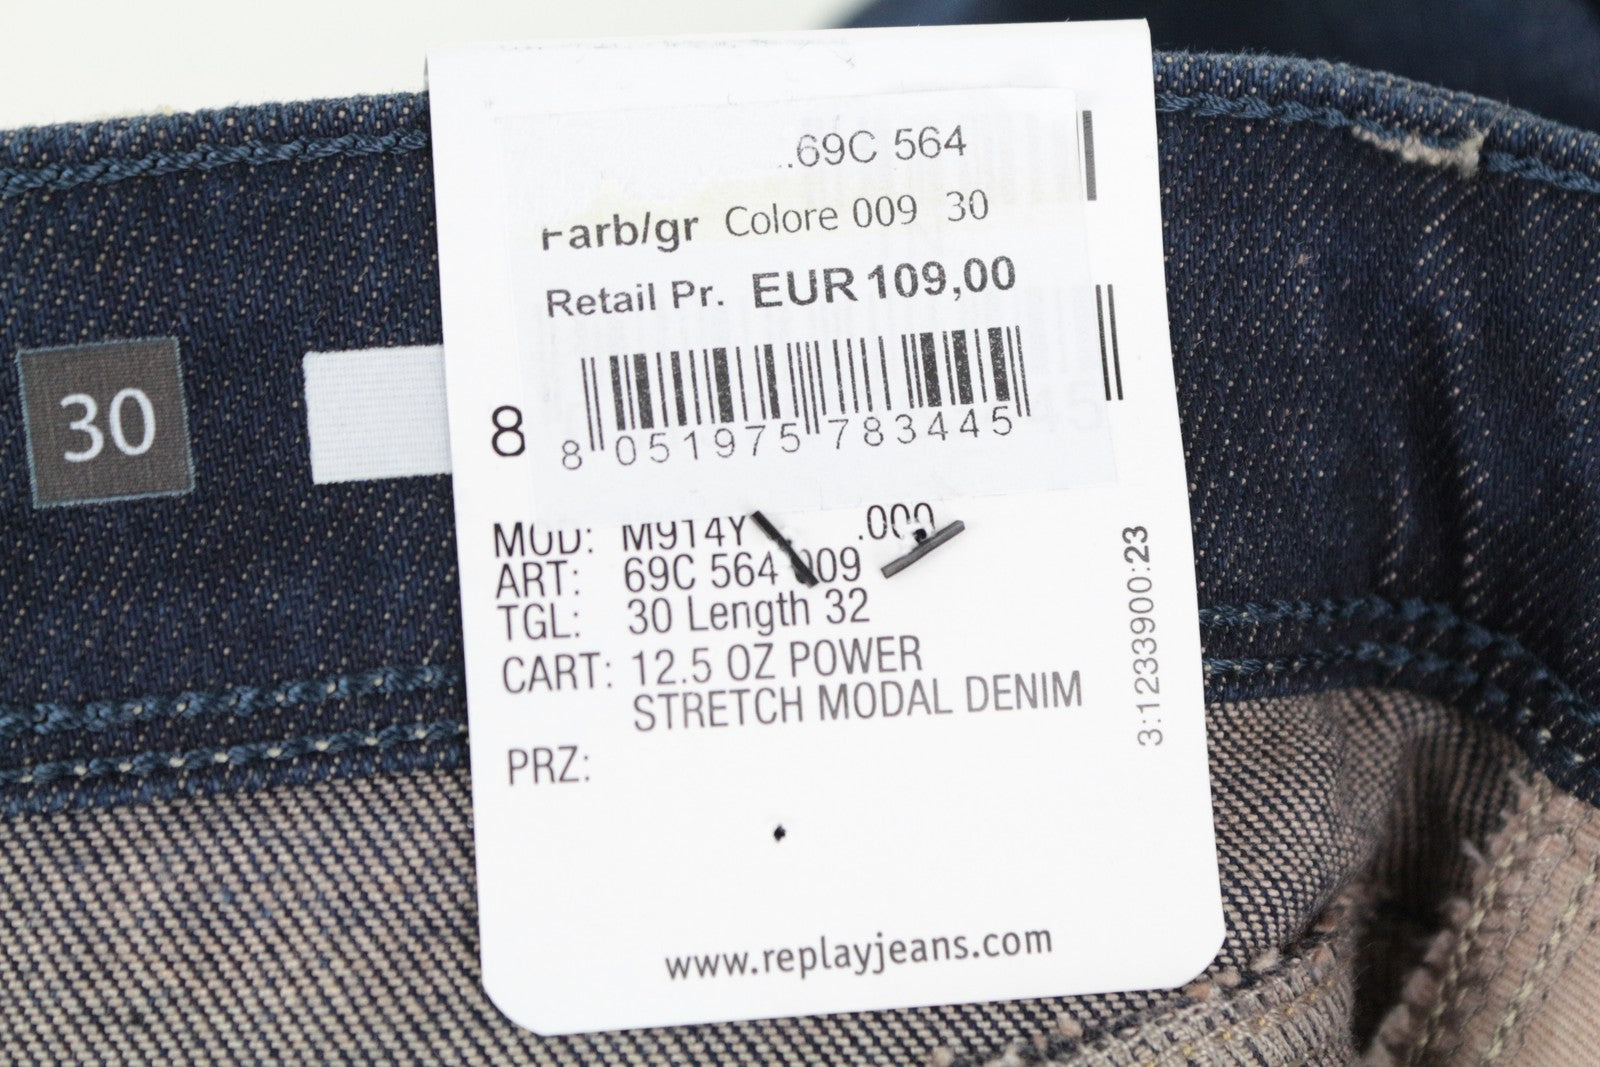 .69C 564
Farb/gr Colore 009 30
Retail Pr. EUR 109,00
8
8 051975 783445
30
MOD: M914Y .000
ART: 69C 564 009
TGL: 30 Length 32
CART: 12.5 OZ POWER
STRETCH MODAL DENIM
PRZ:
3:1233900:23
www.replayjeans.com